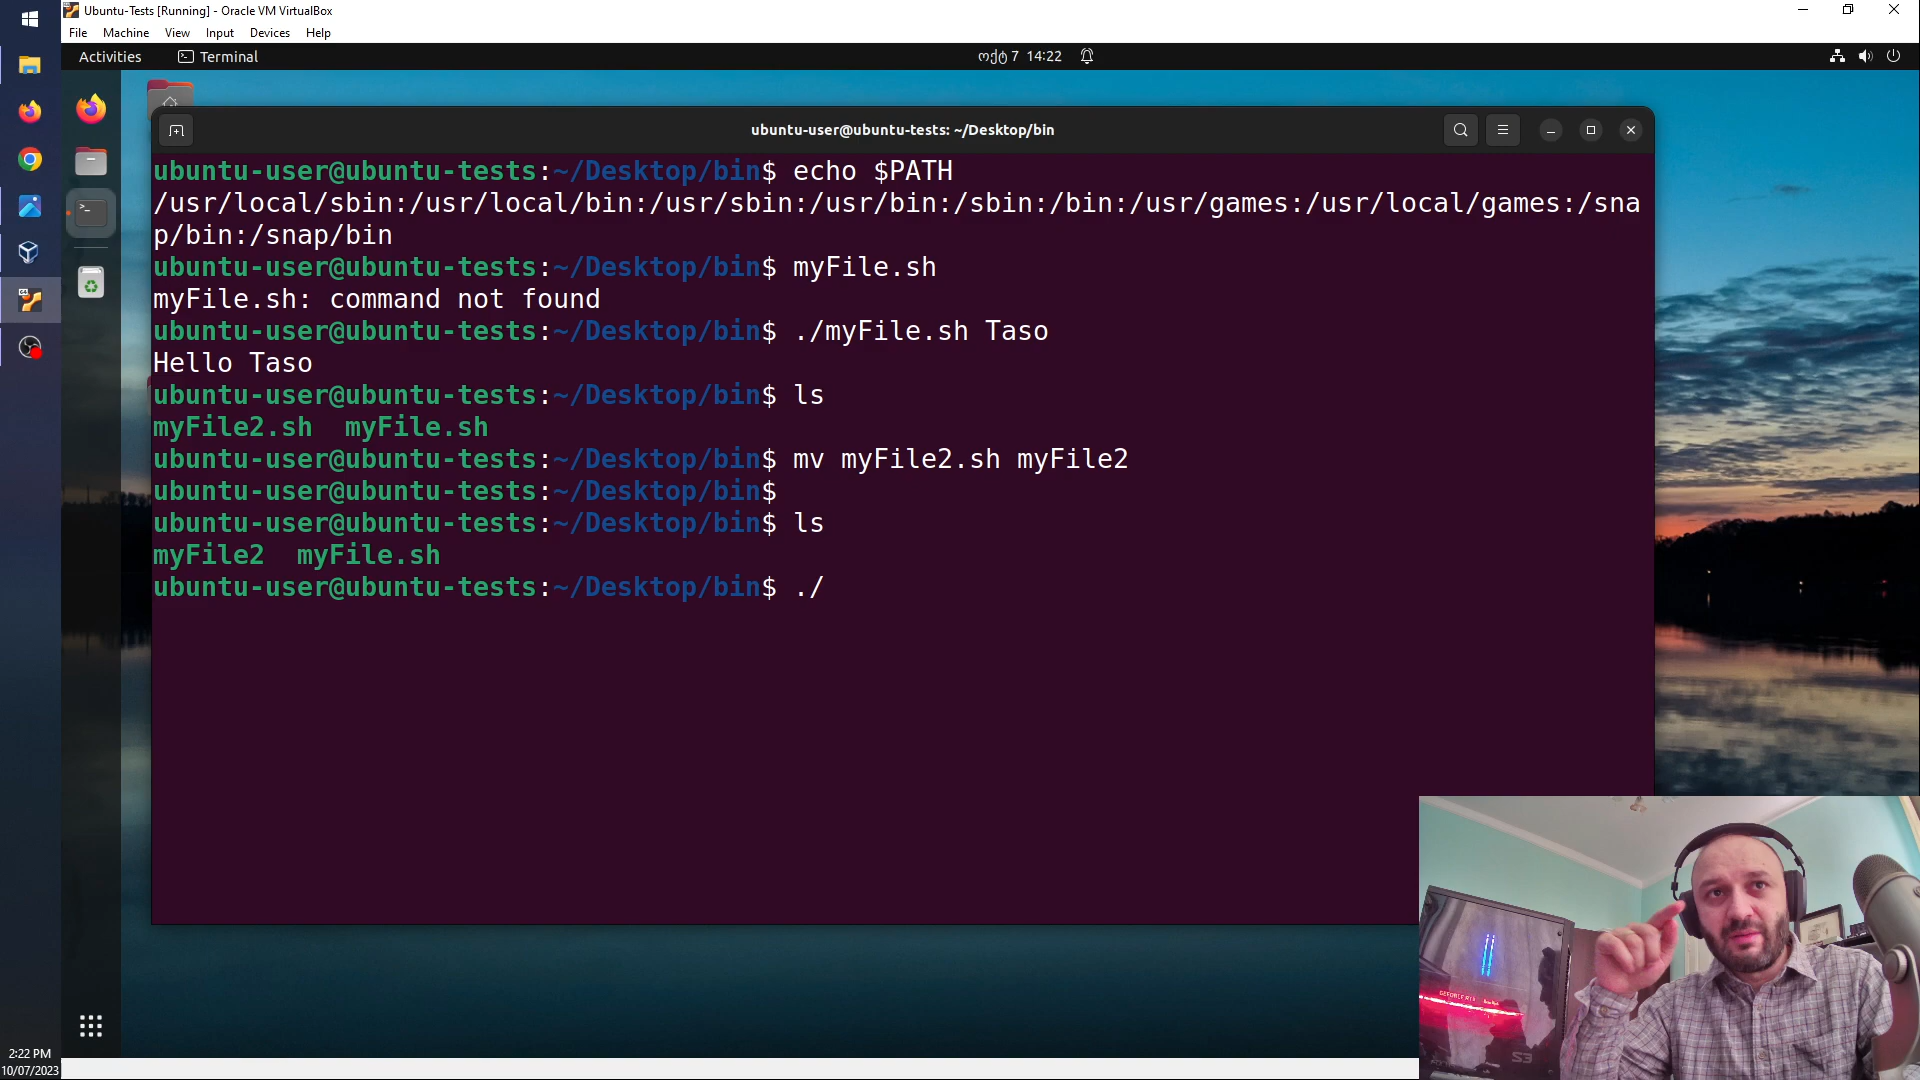 Ubuntu-Tests [Running] - Oracle VM VirtualBox
File Machine View Input Devices Help
Activities Terminal ოქტ 7 14:22
ubuntu-user@ubuntu-tests: ~/Desktop/bin
ubuntu-user@ubuntu-tests:~/Desktop/bin$ echo $PATH
/usr/local/sbin:/usr/local/bin:/usr/sbin:/usr/bin:/sbin:/bin:/usr/games:/usr/local/games:/sna
p/bin:/snap/bin
ubuntu-user@ubuntu-tests:~/Desktop/bin$ myFile.sh
myFile.sh: command not found
ubuntu-user@ubuntu-tests:~/Desktop/bin$ ./myFile.sh Taso
Hello Taso
ubuntu-user@ubuntu-tests:~/Desktop/bin$ ls
myFile2.sh myFile.sh
ubuntu-user@ubuntu-tests:~/Desktop/bin$ mv myFile2.sh myFile2
ubuntu-user@ubuntu-tests:~/Desktop/bin$
ubuntu-user@ubuntu-tests:~/Desktop/bin$ ls
myFile2 myFile.sh
ubuntu-user@ubuntu-tests:~/Desktop/bin$ ./
GEFORCE RTX
S3
2:22 PM
10/07/2023